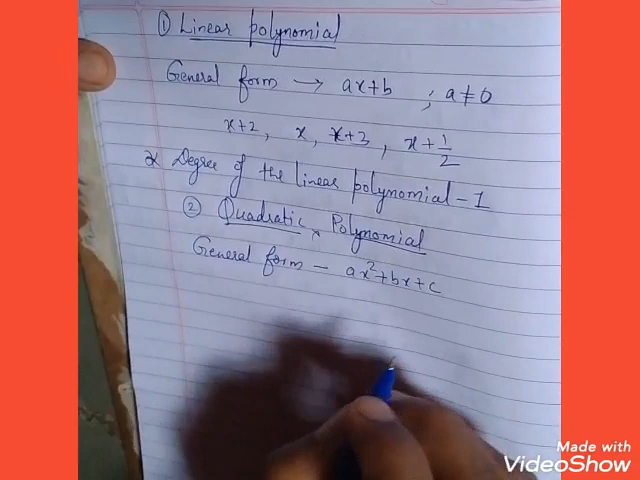 ① Linear polynomial
General form → ax+b ; a≠0
x+2, x, x+3, x+1/2
Degree of the linear polynomial - 1
② Quadratic Polynomial
General form - ax²+bx+c
Made with
VideoShow